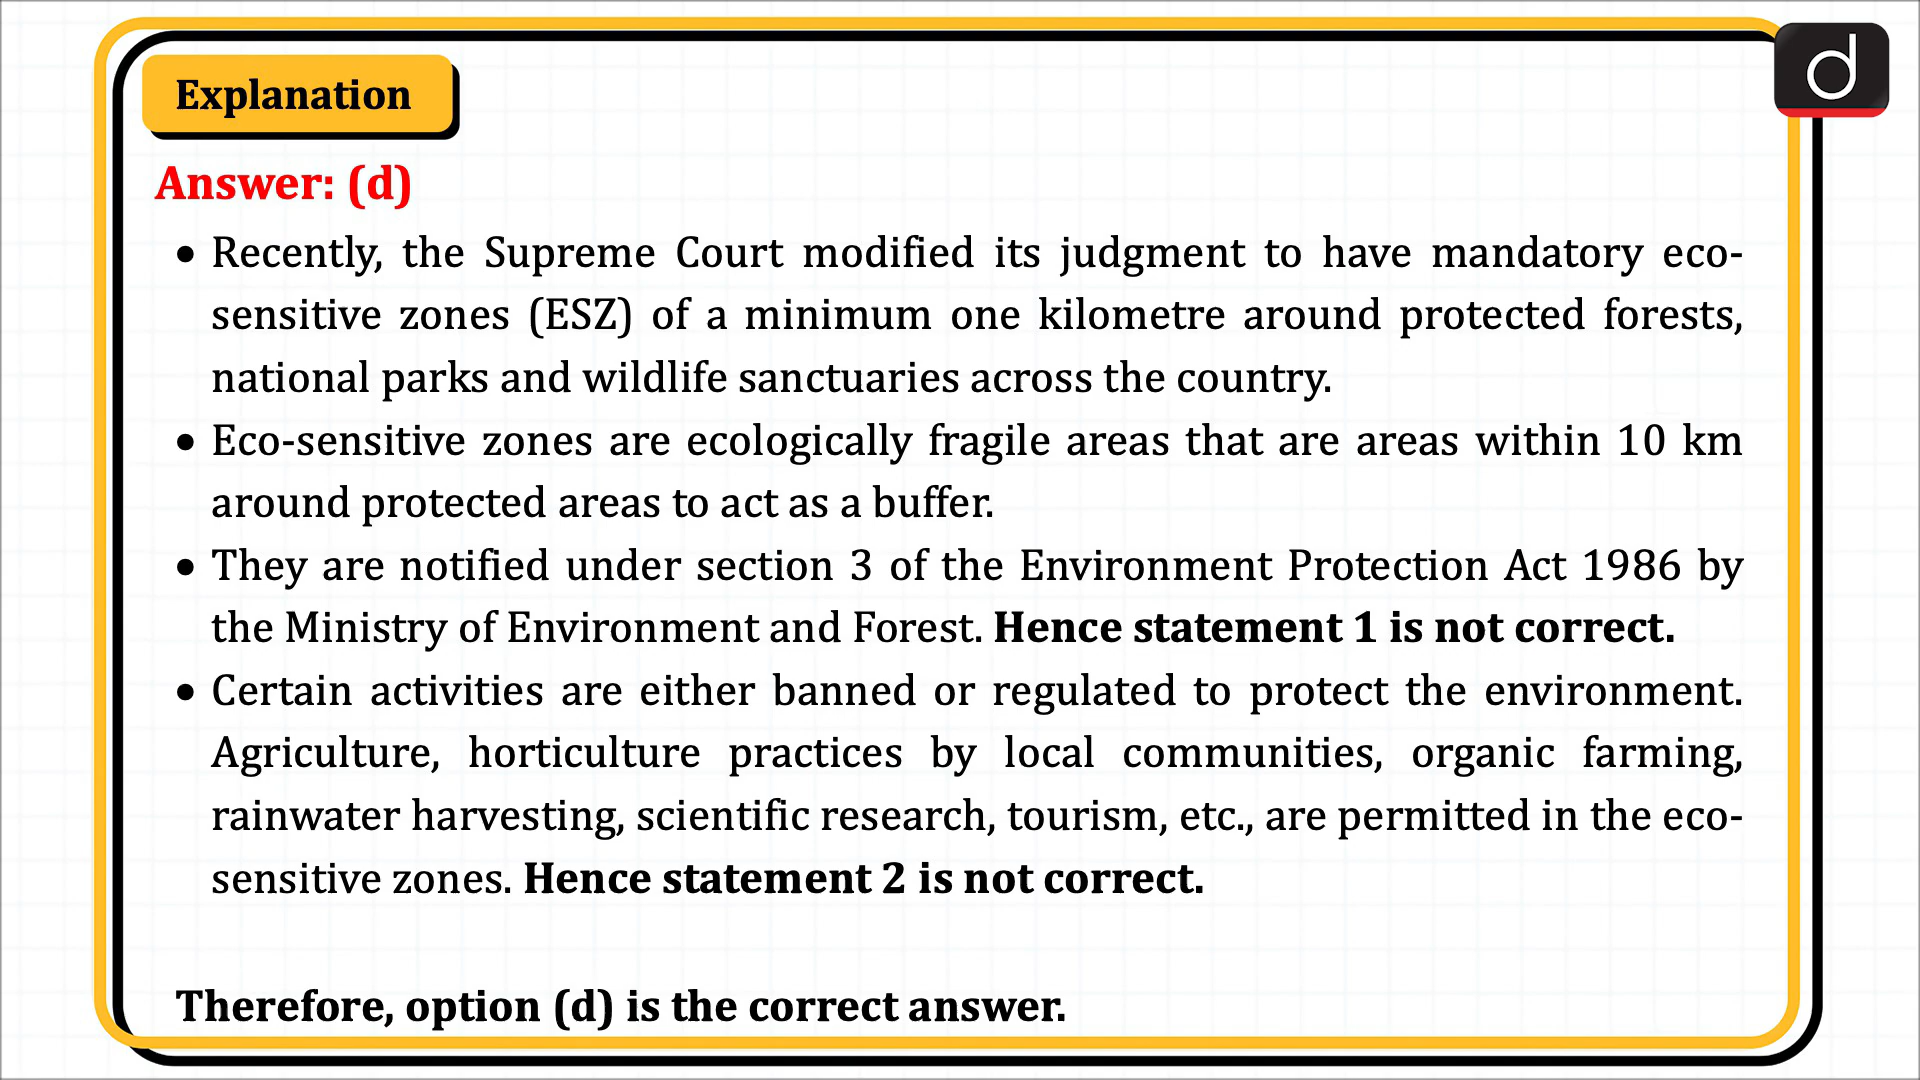 Explanation
Answer: (d)
• Recently, the Supreme Court modified its judgment to have mandatory eco-
sensitive zones (ESZ) of a minimum one kilometre around protected forests,
national parks and wildlife sanctuaries across the country.
• Eco-sensitive zones are ecologically fragile areas that are areas within 10 km
around protected areas to act as a buffer.
• They are notified under section 3 of the Environment Protection Act 1986 by
the Ministry of Environment and Forest. Hence statement 1 is not correct.
• Certain activities are either banned or regulated to protect the environment.
Agriculture, horticulture practices by local communities, organic farming,
rainwater harvesting, scientific research, tourism, etc., are permitted in the eco-
sensitive zones. Hence statement 2 is not correct.
Therefore, option (d) is the correct answer.
d